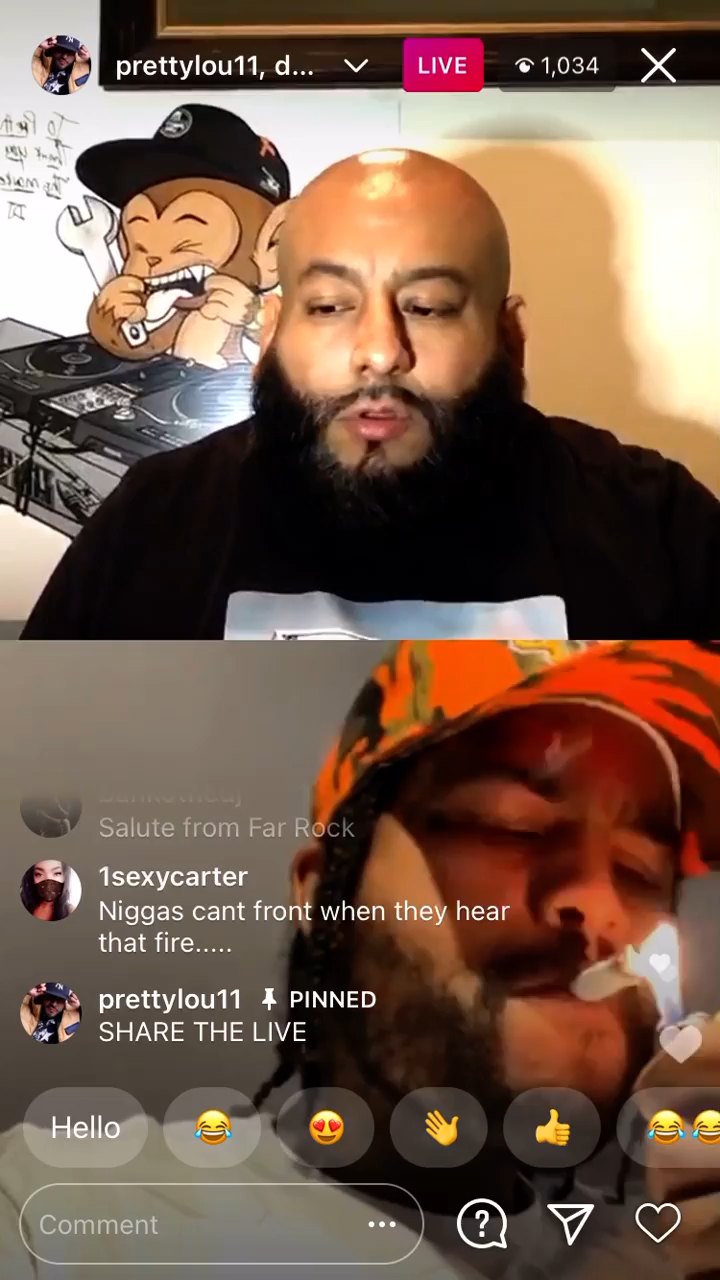 prettylou11, d...
LIVE
1,034
Salute from Far Rock
1sexycarter
Niggas cant front when they hear
that fire.....
prettylou11 PINNED
SHARE THE LIVE
Hello
Comment